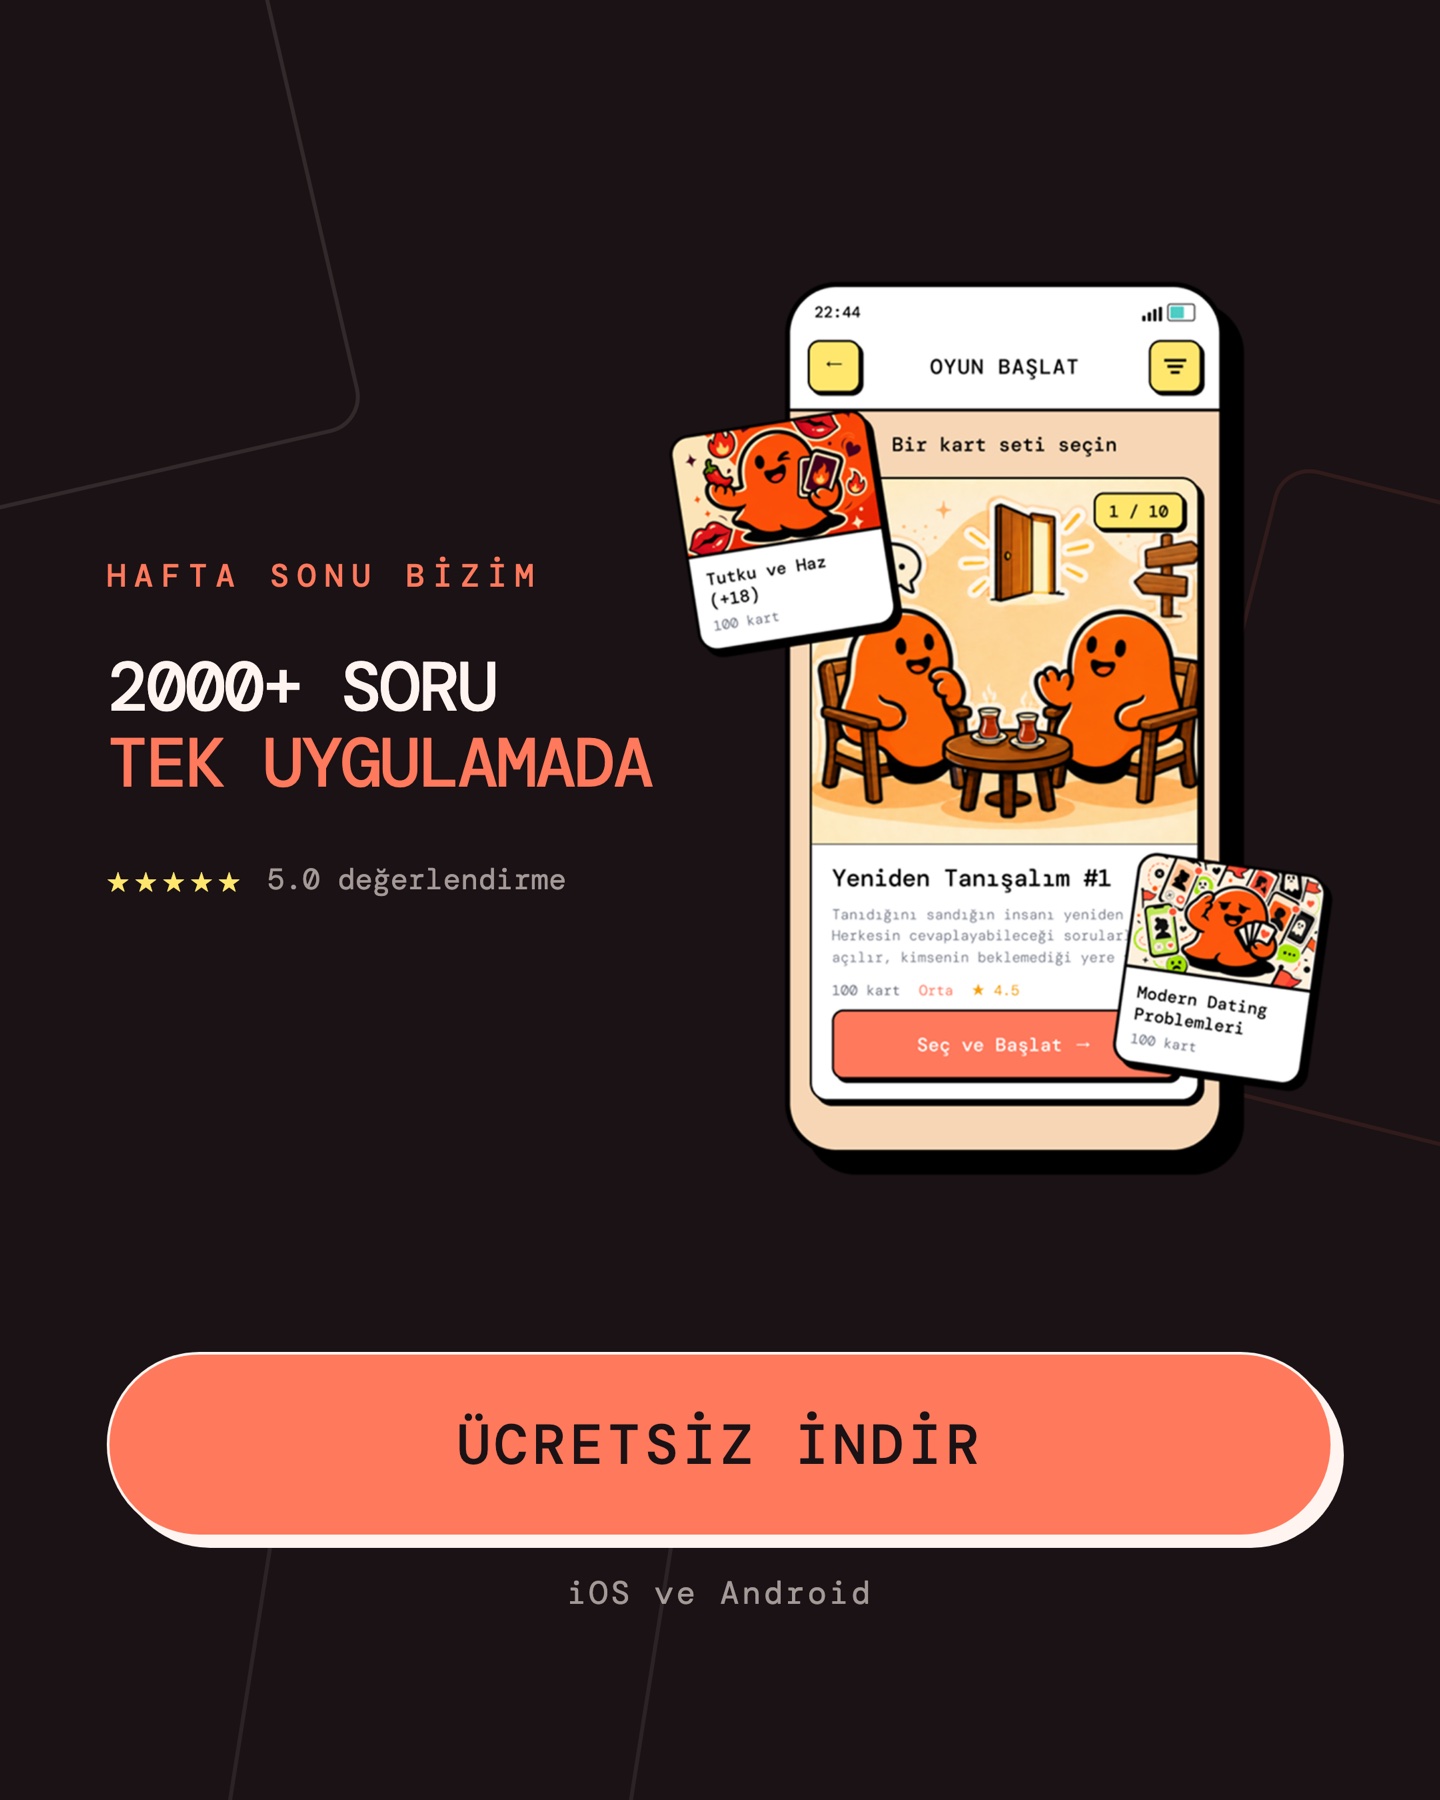 HAFTA SONU BİZİM
2000+ SORU
TEK UYGULAMADA
★★★★★ 5.0 değerlendirme
22:44
←
OYUN BAŞLAT
Bir kart seti seçin
1 / 10
Tutku ve Haz
(+18)
100 kart
Yeniden Tanışalım #1
Tanıdığını sandığın insanı yeniden
Herkesin cevaplayabileceği
açılır, kimsenin beklemediği yere
100 kart Orta ★ 4.5
Seç ve Başlat →
Modern Dating
Problemleri
100 kart
ÜCRETSİZ İNDİR
iOS ve Android